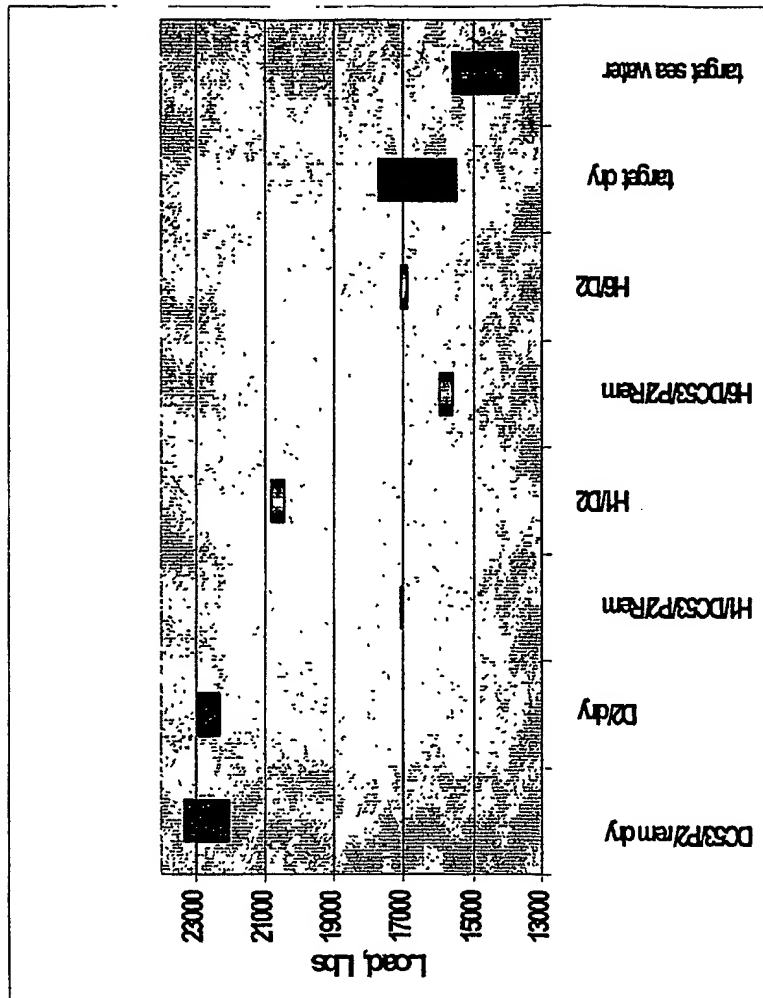 Load, Lbs
23000
21000
19000
17000
15000
13000
DC53/P2/rem dry
D2/dry
H1/DC53/P2/Rem
H1/D2
H6/DC53/P2/Rem
H6/D2
target dry
target sea water